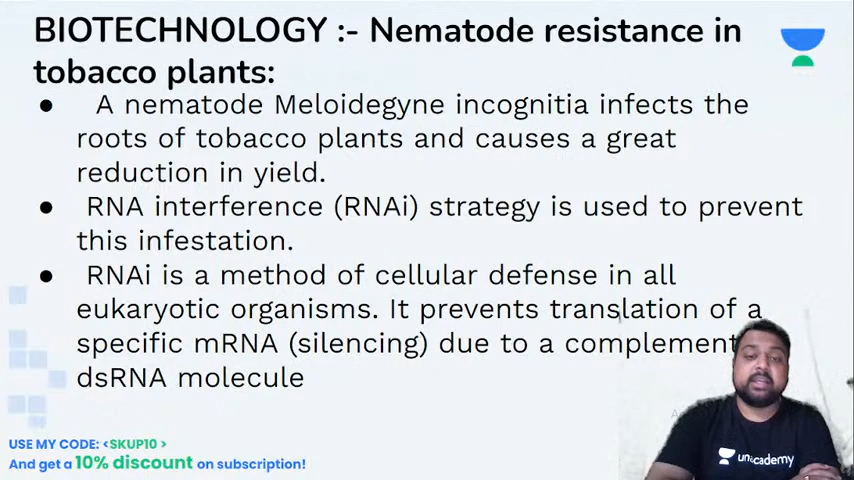 BIOTECHNOLOGY :- Nematode resistance in
tobacco plants:
● A nematode Meloidegyne incognitia infects the
roots of tobacco plants and causes a great
reduction in yield.
● RNA interference (RNAi) strategy is used to prevent
this infestation.
● RNAi is a method of cellular defense in all
eukaryotic organisms. It prevents translation of a
specific mRNA (silencing) due to a complement
dsRNA molecule
USE MY CODE: <SKUP10 >
And get a 10% discount on subscription!
unacademy